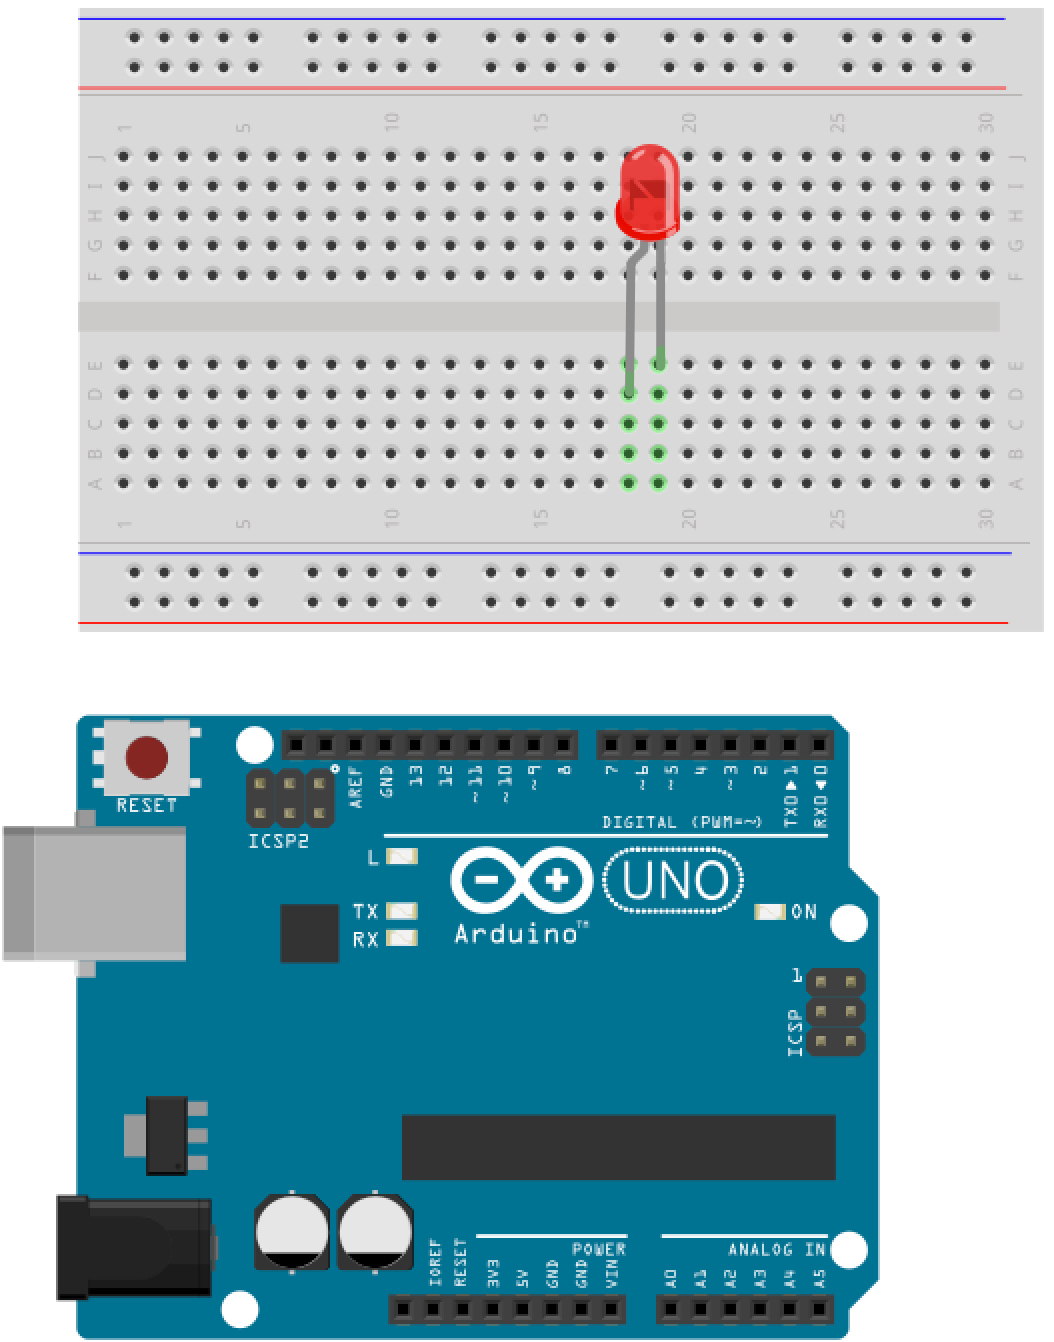 1 5 10 15 20 25 30
J J
I I
H H
G G
F F
E E
D D
C C
B B
A A
1 5 10 15 20 25 30
RESET
ICSP2
AREF GND 13 12 ~11 ~10 ~9 8 7 ~6 ~5 4 ~3 2 TX0▶1 RX0◀0
DIGITAL (PWM=~)
L
TX
RX
UNO
Arduino™
ON
1
ICSP
POWER
ANALOG IN
IOREF RESET 3V3 5V GND GND VIN A0 A1 A2 A3 A4 A5